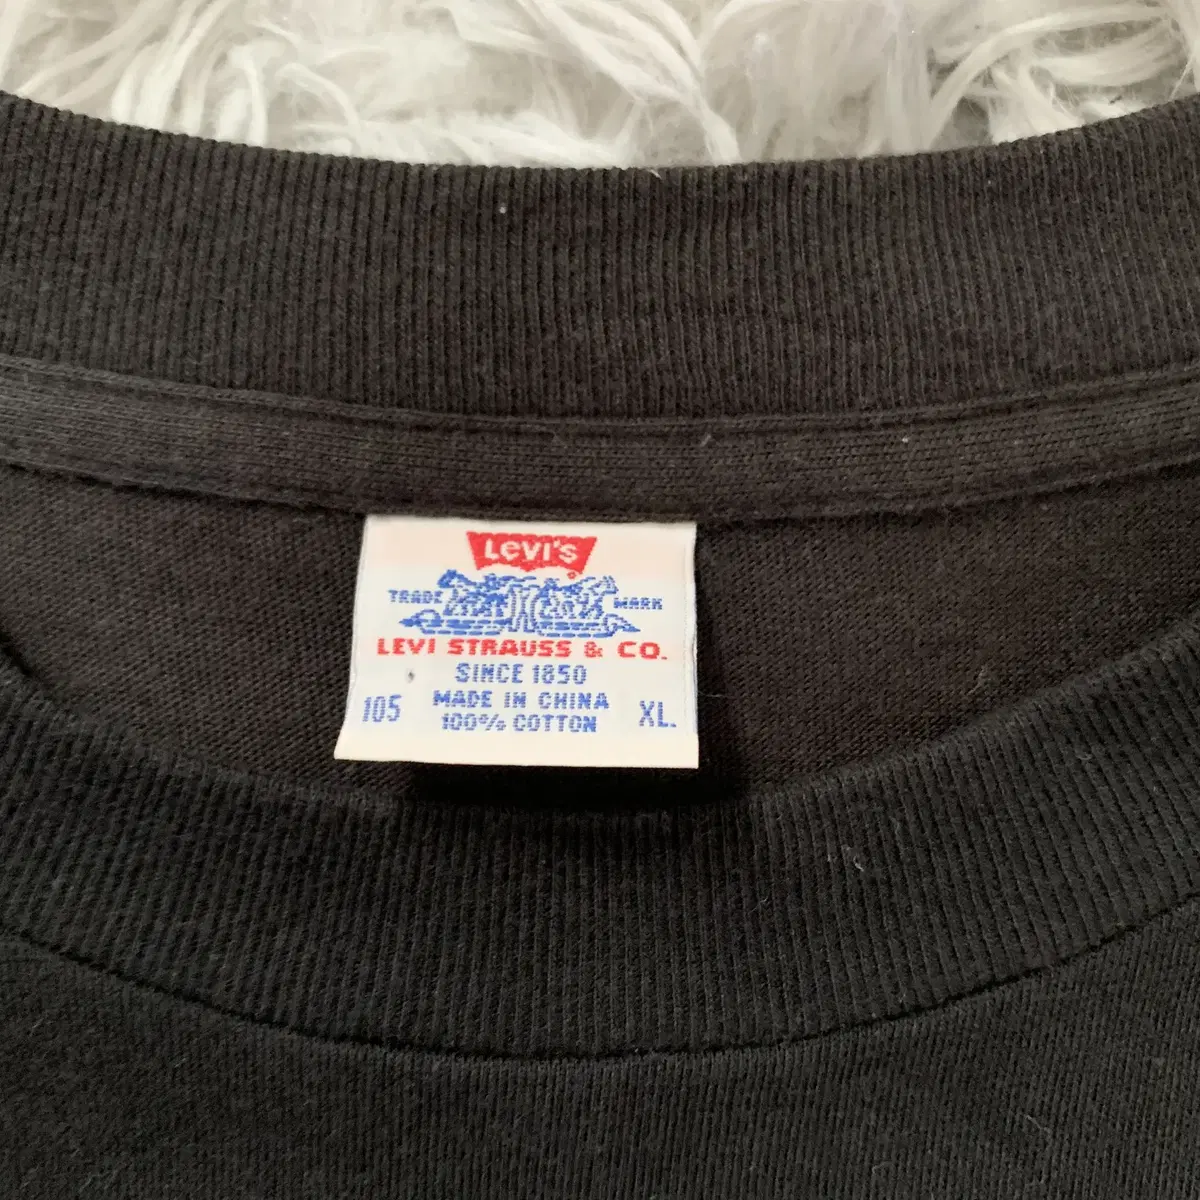 LEVI'S
®
TRADE MARK
LEVI STRAUSS & CO.
SINCE 1850
105 MADE IN CHINA XL.
100% COTTON